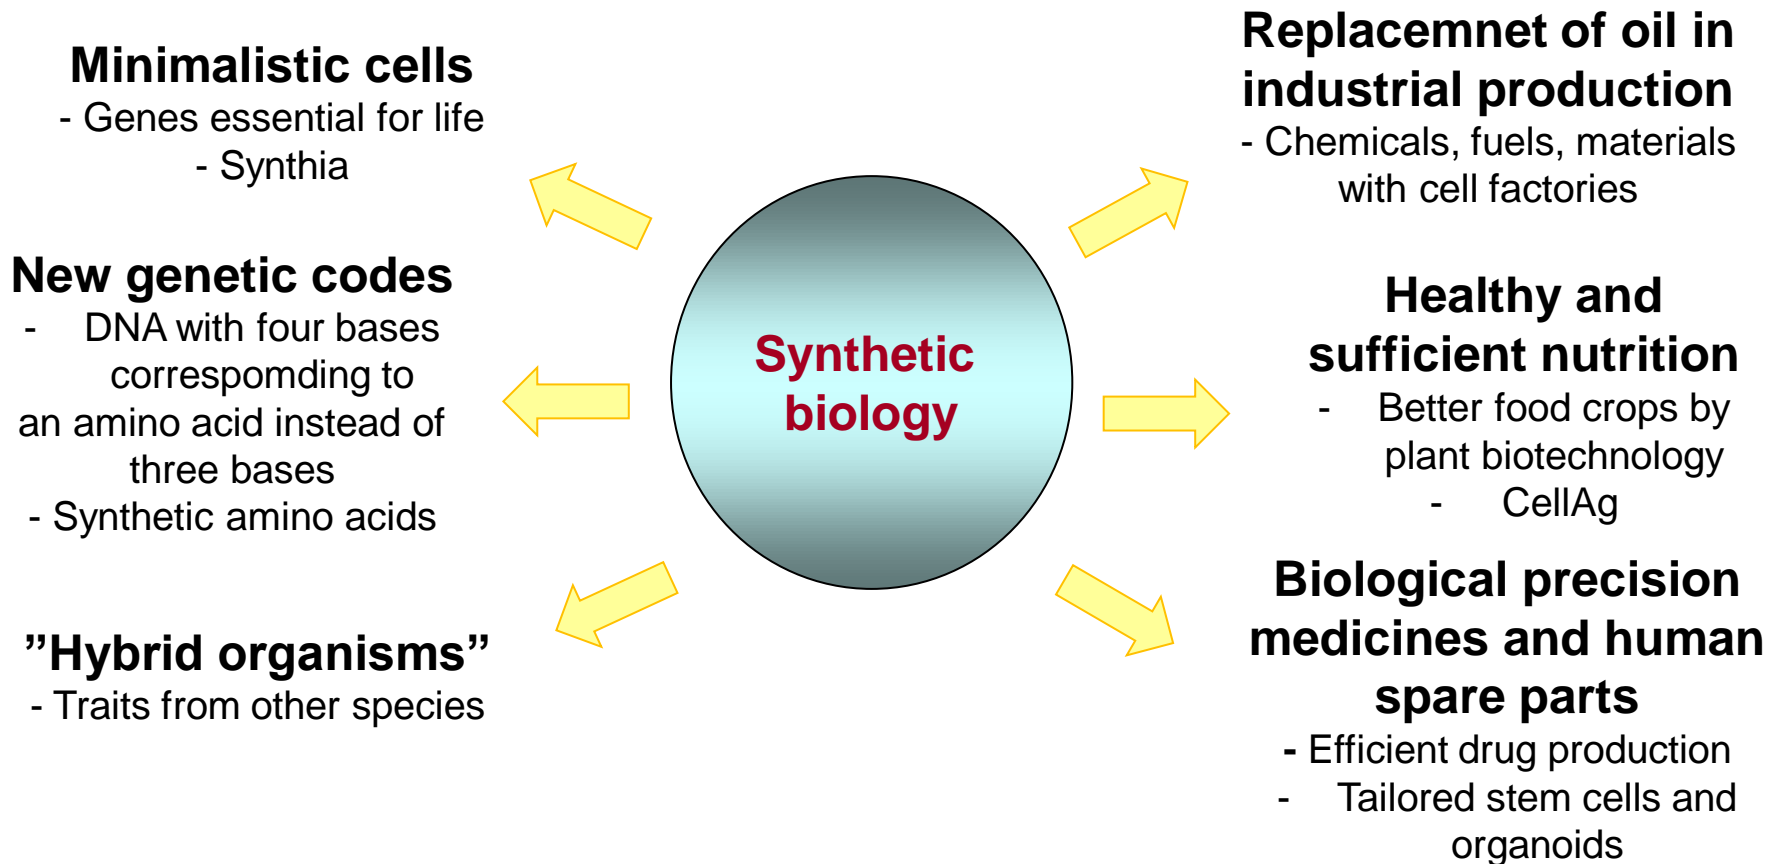 Minimalistic cells
- Genes essential for life
- Synthia
New genetic codes
- DNA with four bases
correspomding to
an amino acid instead of
three bases
- Synthetic amino acids
”Hybrid organisms”
- Traits from other species
Synthetic
biology
Replacemnet of oil in
industrial production
- Chemicals, fuels, materials
with cell factories
Healthy and
sufficient nutrition
- Better food crops by
plant biotechnology
- CellAg
Biological precision
medicines and human
spare parts
- Efficient drug production
- Tailored stem cells and
organoids